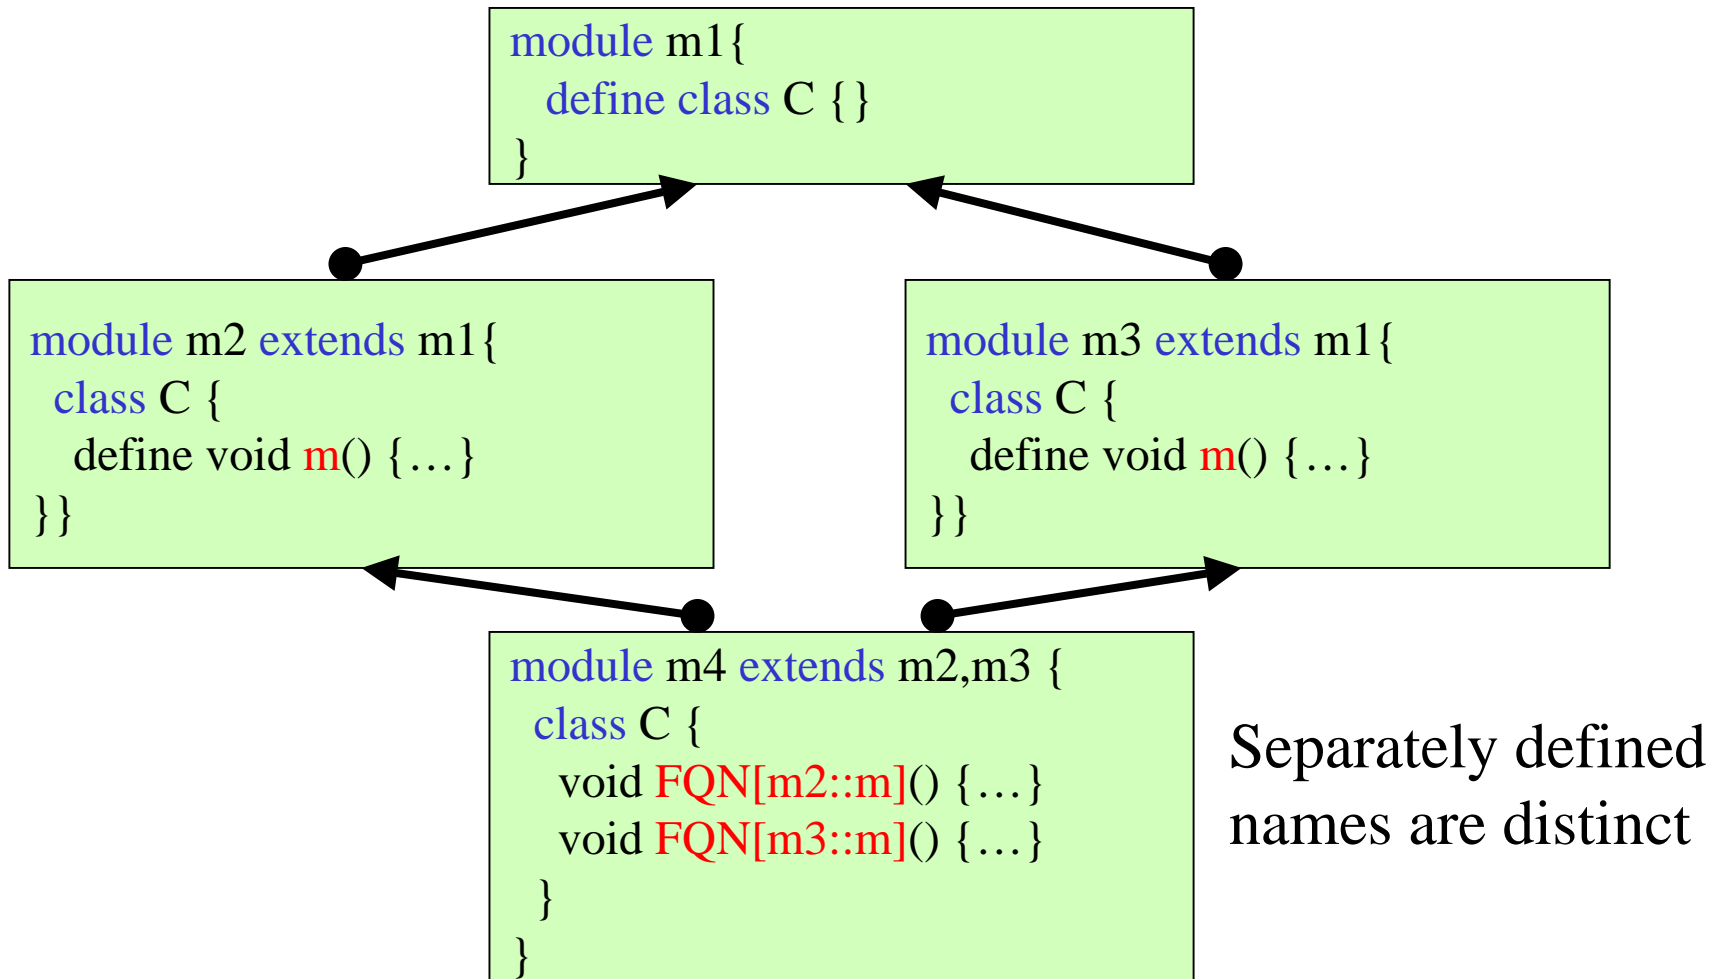 module m1{
define class C {}
}
module m2 extends m1{
class C {
define void m() {…}
}}
module m3 extends m1{
class C {
define void m() {…}
}}
module m4 extends m2,m3 {
class C {
void FQN[m2::m]() {…}
void FQN[m3::m]() {…}
}
}
Separately defined
names are distinct